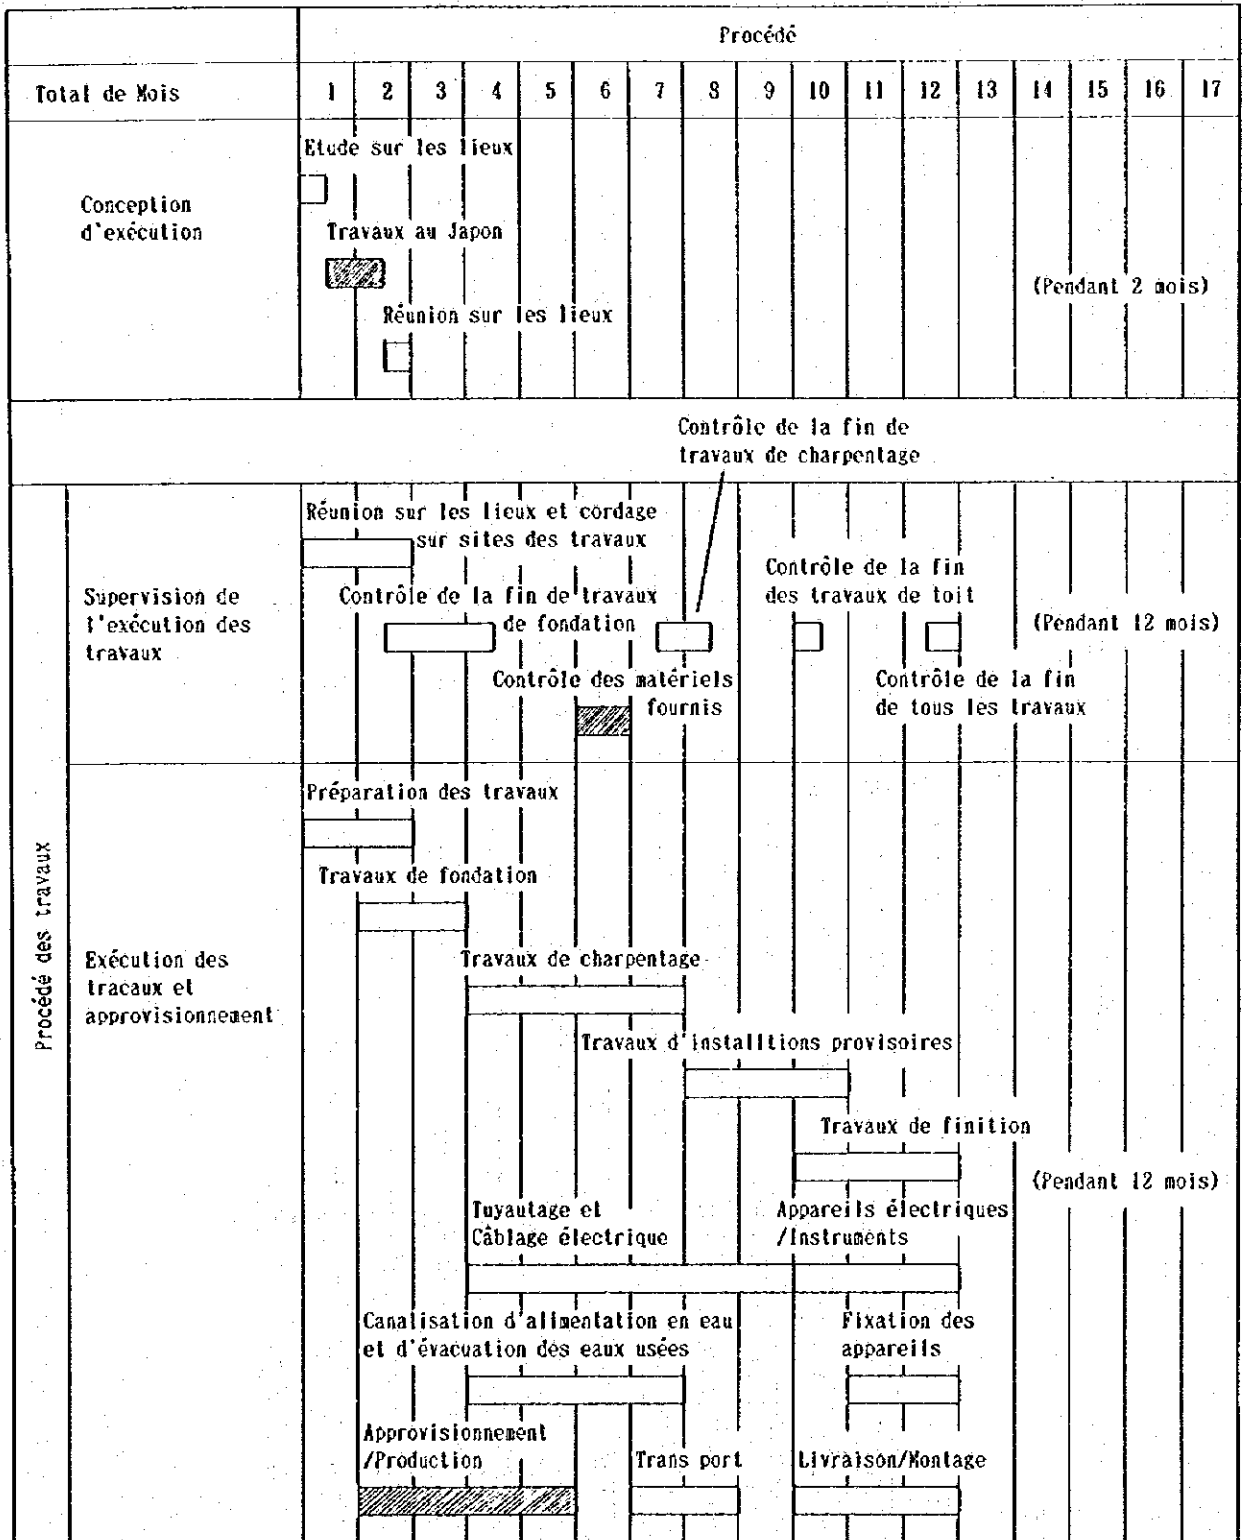 Procédé
Total de Mois 1 2 3 4 5 6 7 8 9 10 11 12 13 14 15 16 17
Etude sur les lieux
Conception
d'exécution
Travaux au Japon
(Pendant 2 mois)
Réunion sur les lieux
Contrôle de la fin de
travaux de charpentage
Réunion sur les lieux et cordage
sur sites des travaux
Supervision de
l'exécution des
travaux
Contrôle de la fin de travaux
de fondation
Contrôle de la fin
des travaux de toit
(Pendant 12 mois)
Contrôle des matériels
fournis
Contrôle de la fin
de tous les travaux
Procédé des travaux
Préparation des travaux
Travaux de fondation
Exécution des
tracaux et
approvisionnement
Travaux de charpentage
Travaux d'installtions provisoires
Travaux de finition
(Pendant 12 mois)
Tuyautage et
Câblage électrique
Appareils électriques
/Instruments
Canalisation d'alimentation en eau
et d'évacuation des eaux usées
Fixation des
appareils
Approvisionnement
/Production
Trans port
Livraison/Montage